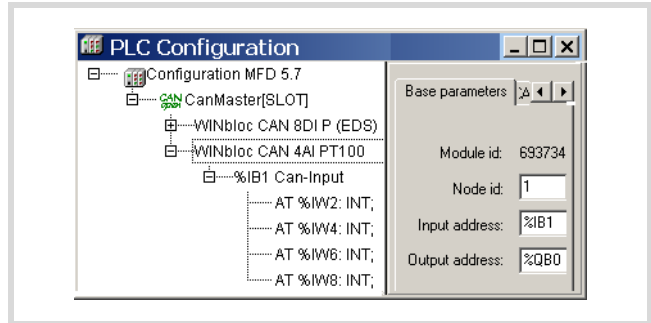 PLC Configuration
Configuration MFD 5.7
CAN open CanMaster[SLOT]
WINbloc CAN 8DI P (EDS)
WINbloc CAN 4AI PT100
%IB1 Can-Input
AT %IW2: INT;
AT %IW4: INT;
AT %IW6: INT;
AT %IW8: INT;
Base parameters
Module id: 693734
Node id: 1
Input address: %IB1
Output address: %QB0